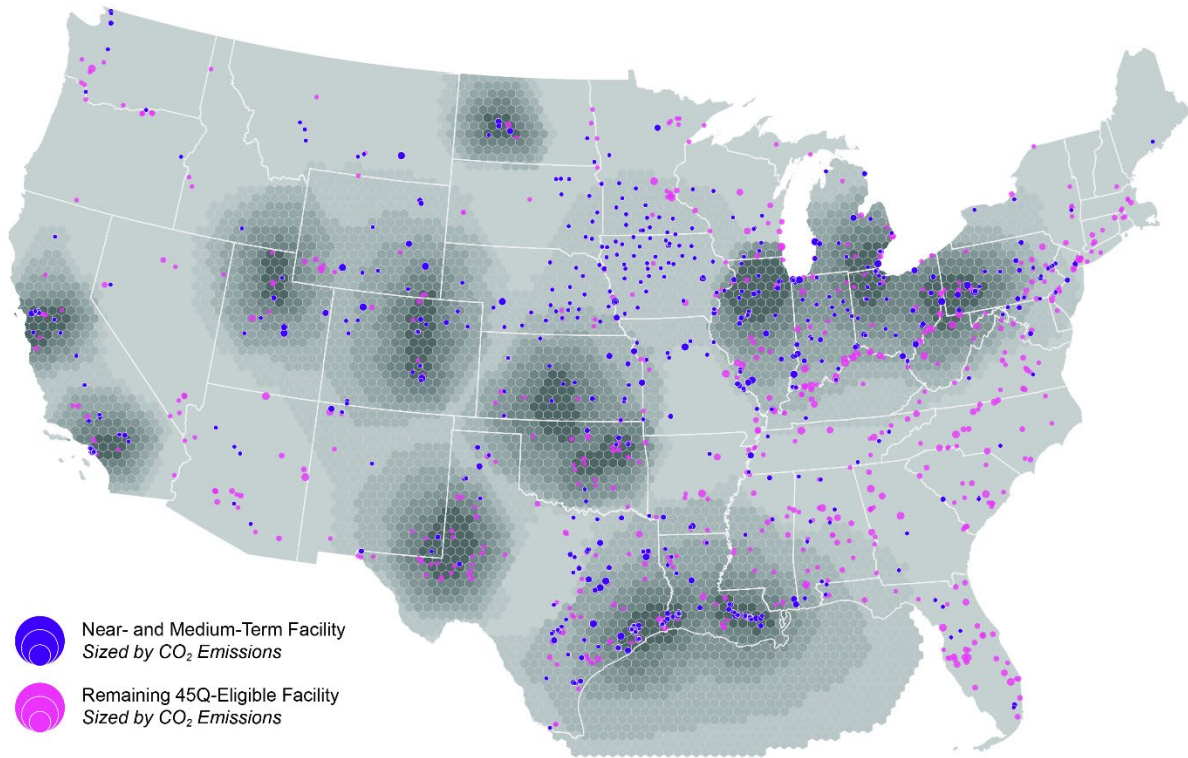 Near- and Medium-Term Facility
Sized by CO₂ Emissions
Remaining 45Q-Eligible Facility
Sized by CO₂ Emissions